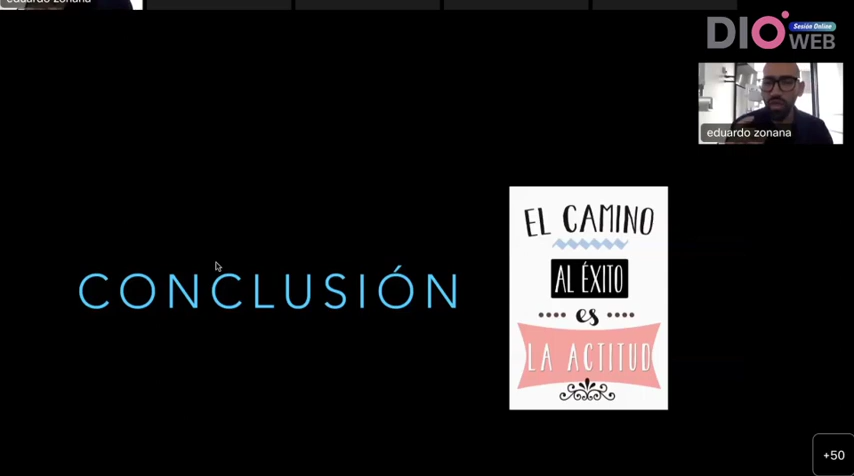 eduardo zonana
DIO Sesión Online
WEB
eduardo zonana
CONCLUSIÓN
EL CAMINO
AL ÉXITO
es
LA ACTITUD
+50